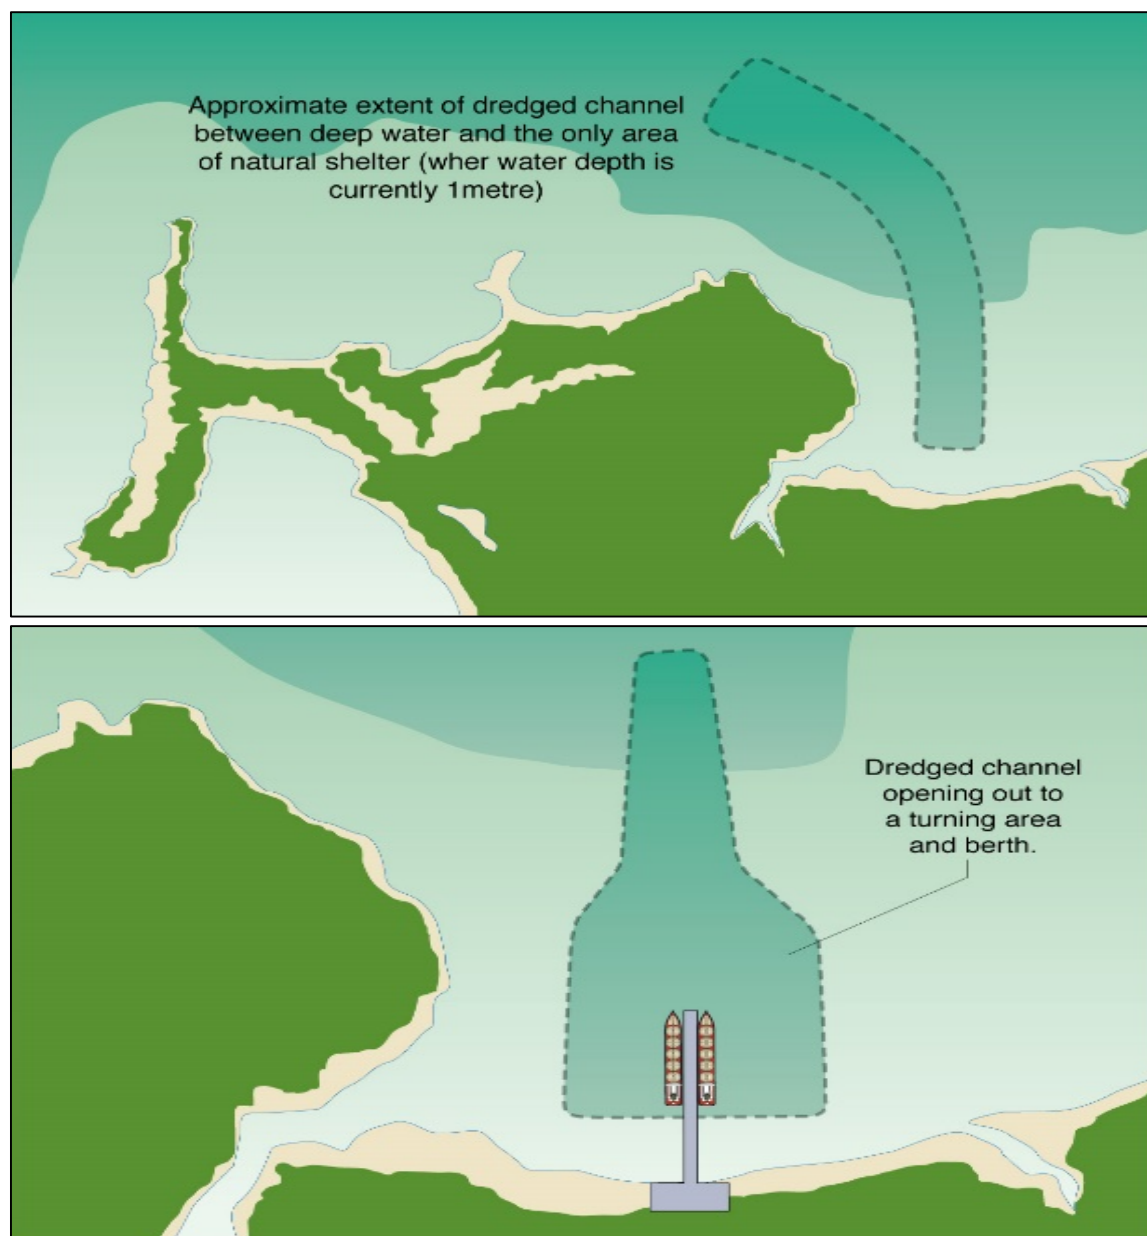 Approximate extent of dredged channel
between deep water and the only area
of natural shelter (wher water depth is
currently 1metre)
Dredged channel
opening out to
a turning area
and berth.